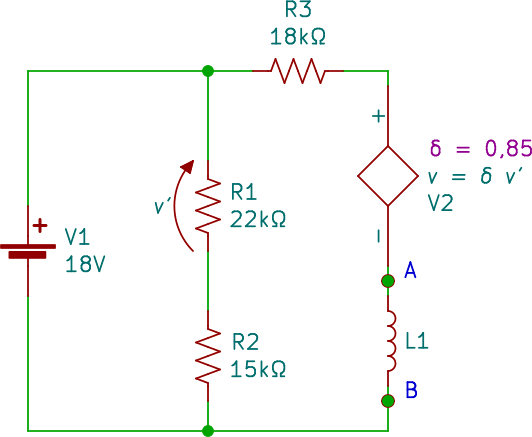 R3
18kΩ
+
δ = 0,85
v = δ v′
V2
−
v′
R1
22kΩ
+
V1
18V
A
R2
15kΩ
L1
B